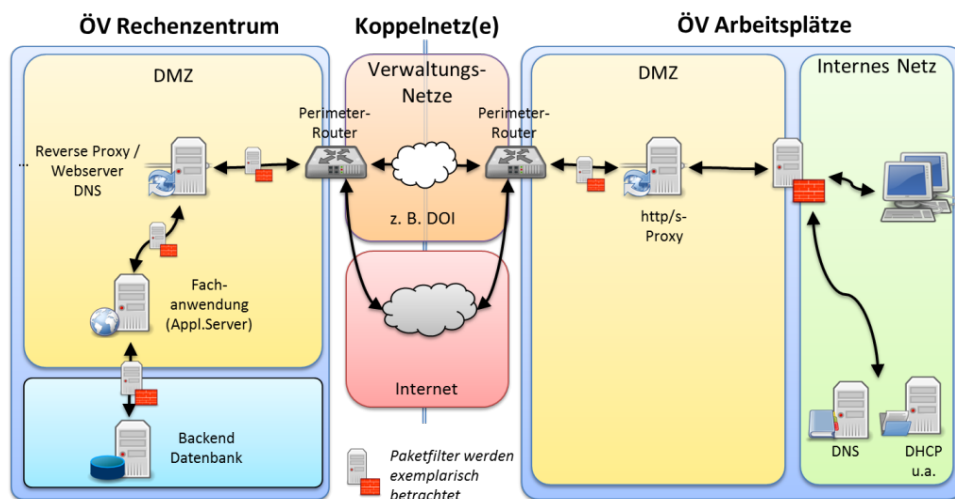 ÖV Rechenzentrum
Koppelnetz(e)
ÖV Arbeitsplätze
DMZ
Verwaltungs-
Netze
DMZ
Internes Netz
Perimeter-
Router
Perimeter-
Router
...
Reverse Proxy /
Webserver
DNS
z. B. DOI
http/s-
Proxy
Fach-
anwendung
(Appl.Server)
Internet
Backend
Datenbank
DNS
DHCP
u.a.
Paketfilter werden
exemplarisch
betrachtet